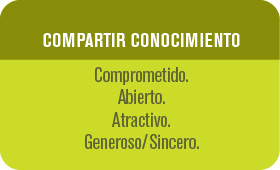 COMPARTIR CONOCIMIENTO
Comprometido.
Abierto.
Atractivo.
Generoso/Sincero.